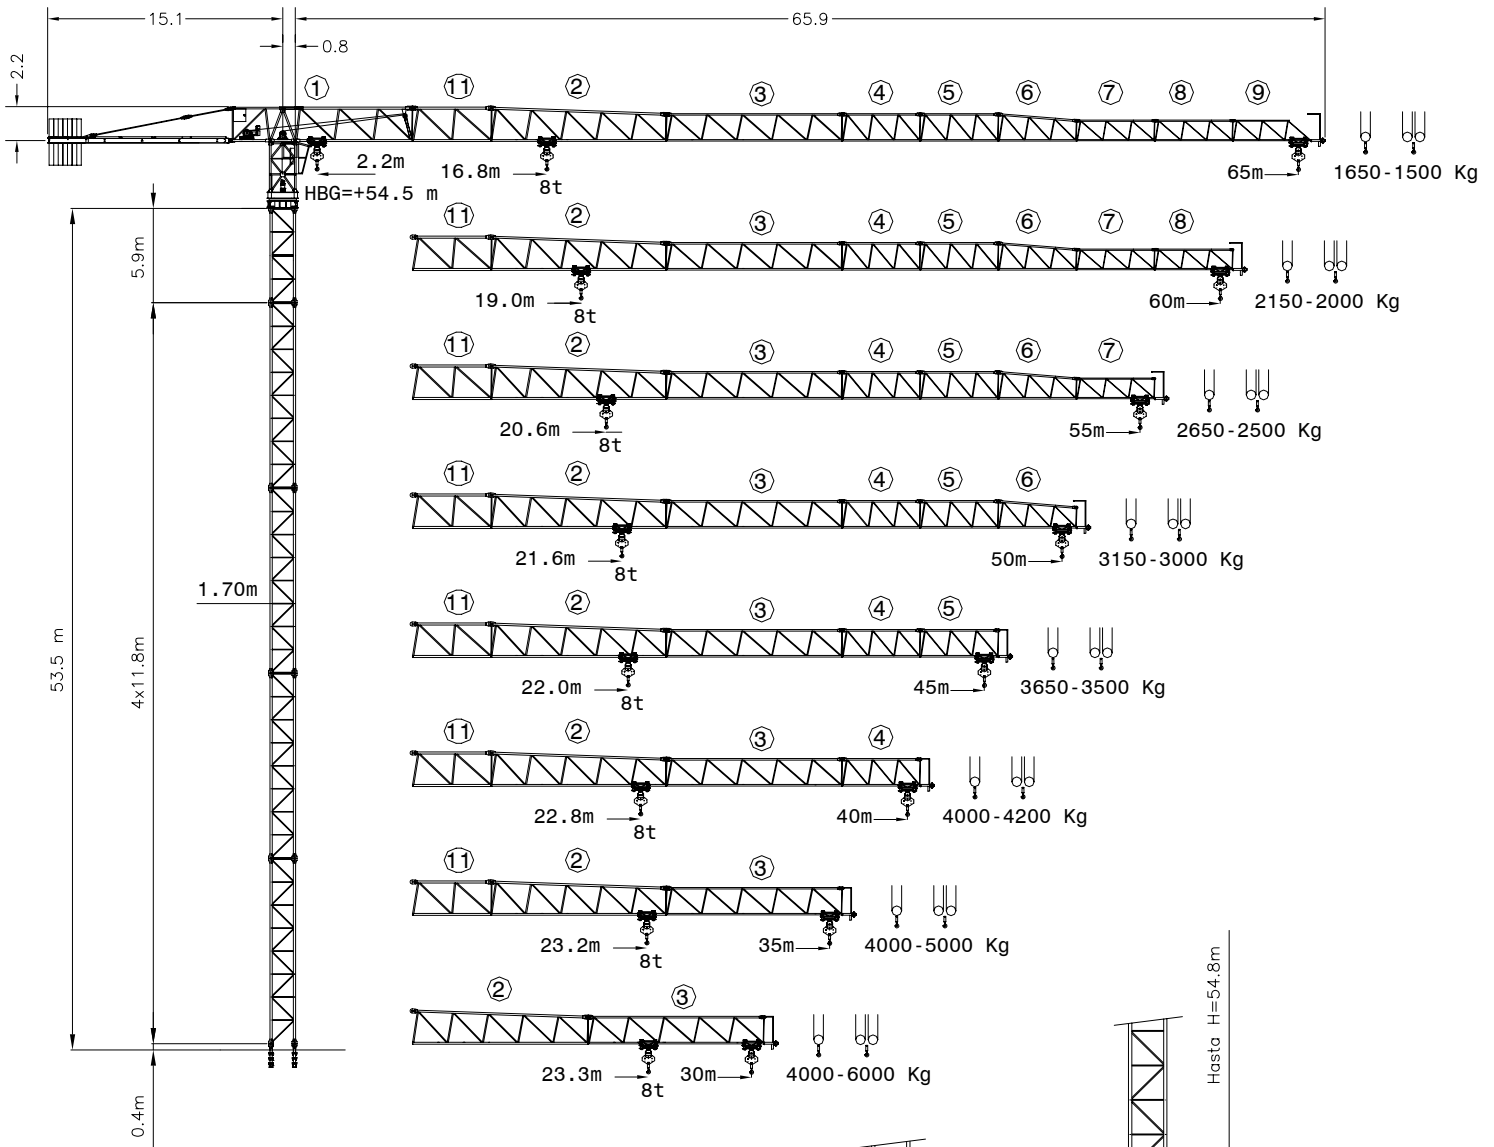 15.1
65.9
0.8
2.2
1 11 2 3 4 5 6 7 8 9
2.2m
16.8m
8t
65m
1650-1500 Kg
HBG=+54.5 m
11 2 3 4 5 6 7 8
5.9m
19.0m
8t
60m
2150-2000 Kg
11 2 3 4 5 6 7
20.6m
8t
55m
2650-2500 Kg
11 2 3 4 5 6
21.6m
8t
50m
3150-3000 Kg
1.70m
53.5 m
4x11.8m
11 2 3 4 5
22.0m
8t
45m
3650-3500 Kg
11 2 3 4
22.8m
8t
40m
4000-4200 Kg
11 2 3
23.2m
8t
35m
4000-5000 Kg
2 3
23.3m
8t
30m
4000-6000 Kg
Hasta H=54.8m
0.4m